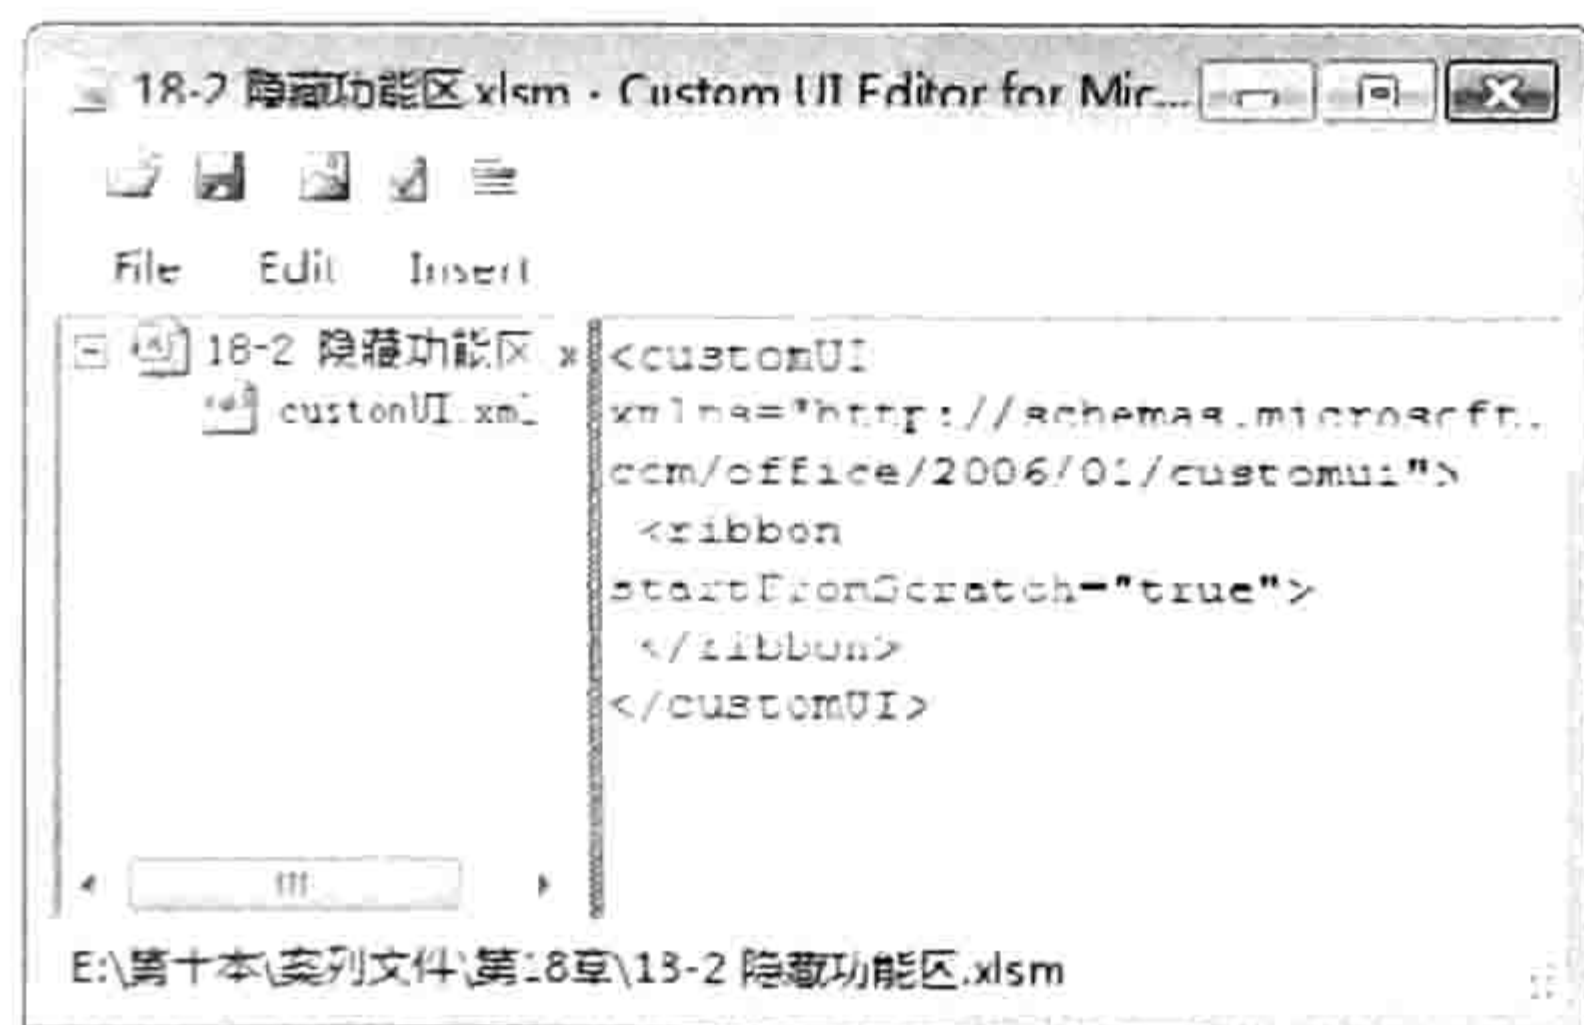 18-2 隐藏功能区.xlsm - Custom UI Editor for Mic...
File Edit Insert
18-2 隐藏功能区.x
customUI.xml
<customUI
xmlns="http://schemas.microsoft.
com/office/2006/01/customui">
<ribbon
startFromScratch="true">
</ribbon>
</customUI>
E:\第十本\案列文件\第18章\18-2 隐藏功能区.xlsm